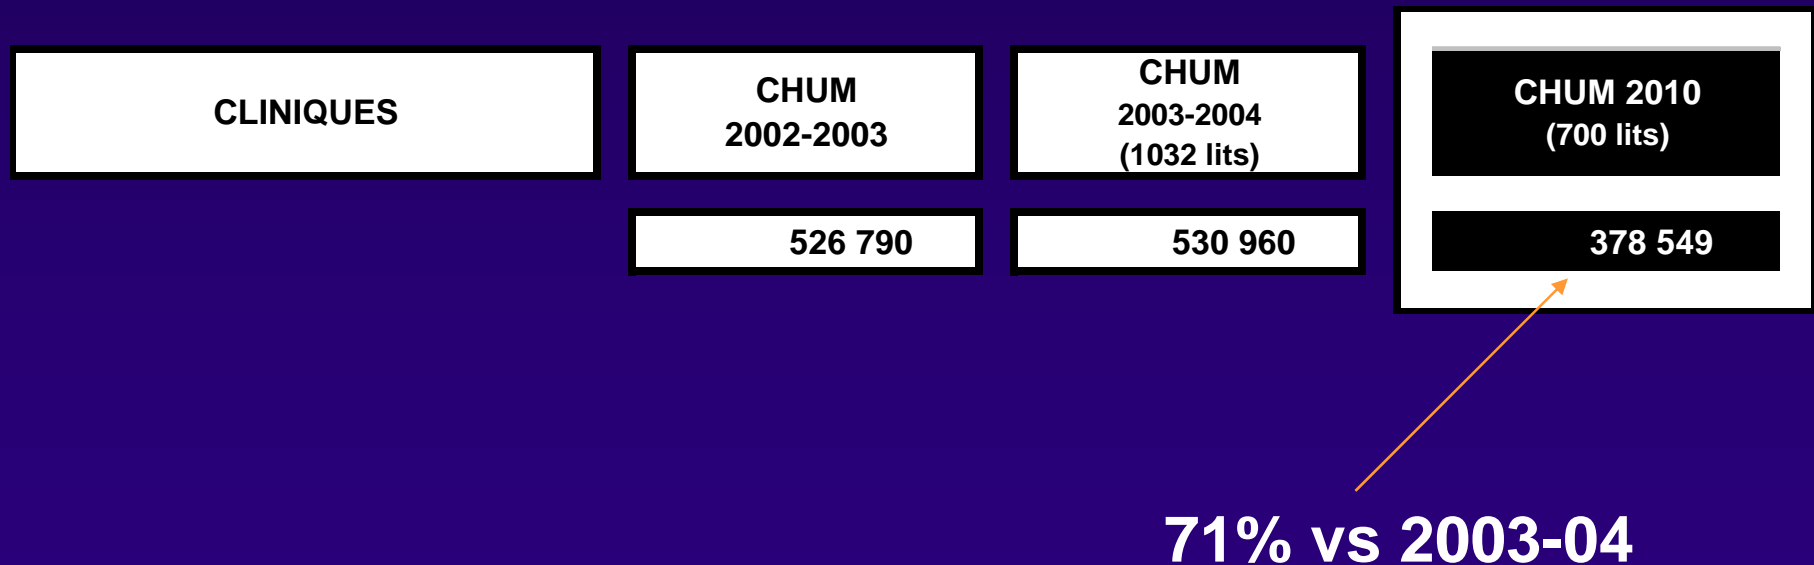 CLINIQUES
CHUM
2002-2003
CHUM
2003-2004
(1032 lits)
CHUM 2010
(700 lits)
526 790
530 960
378 549
71% vs 2003-04